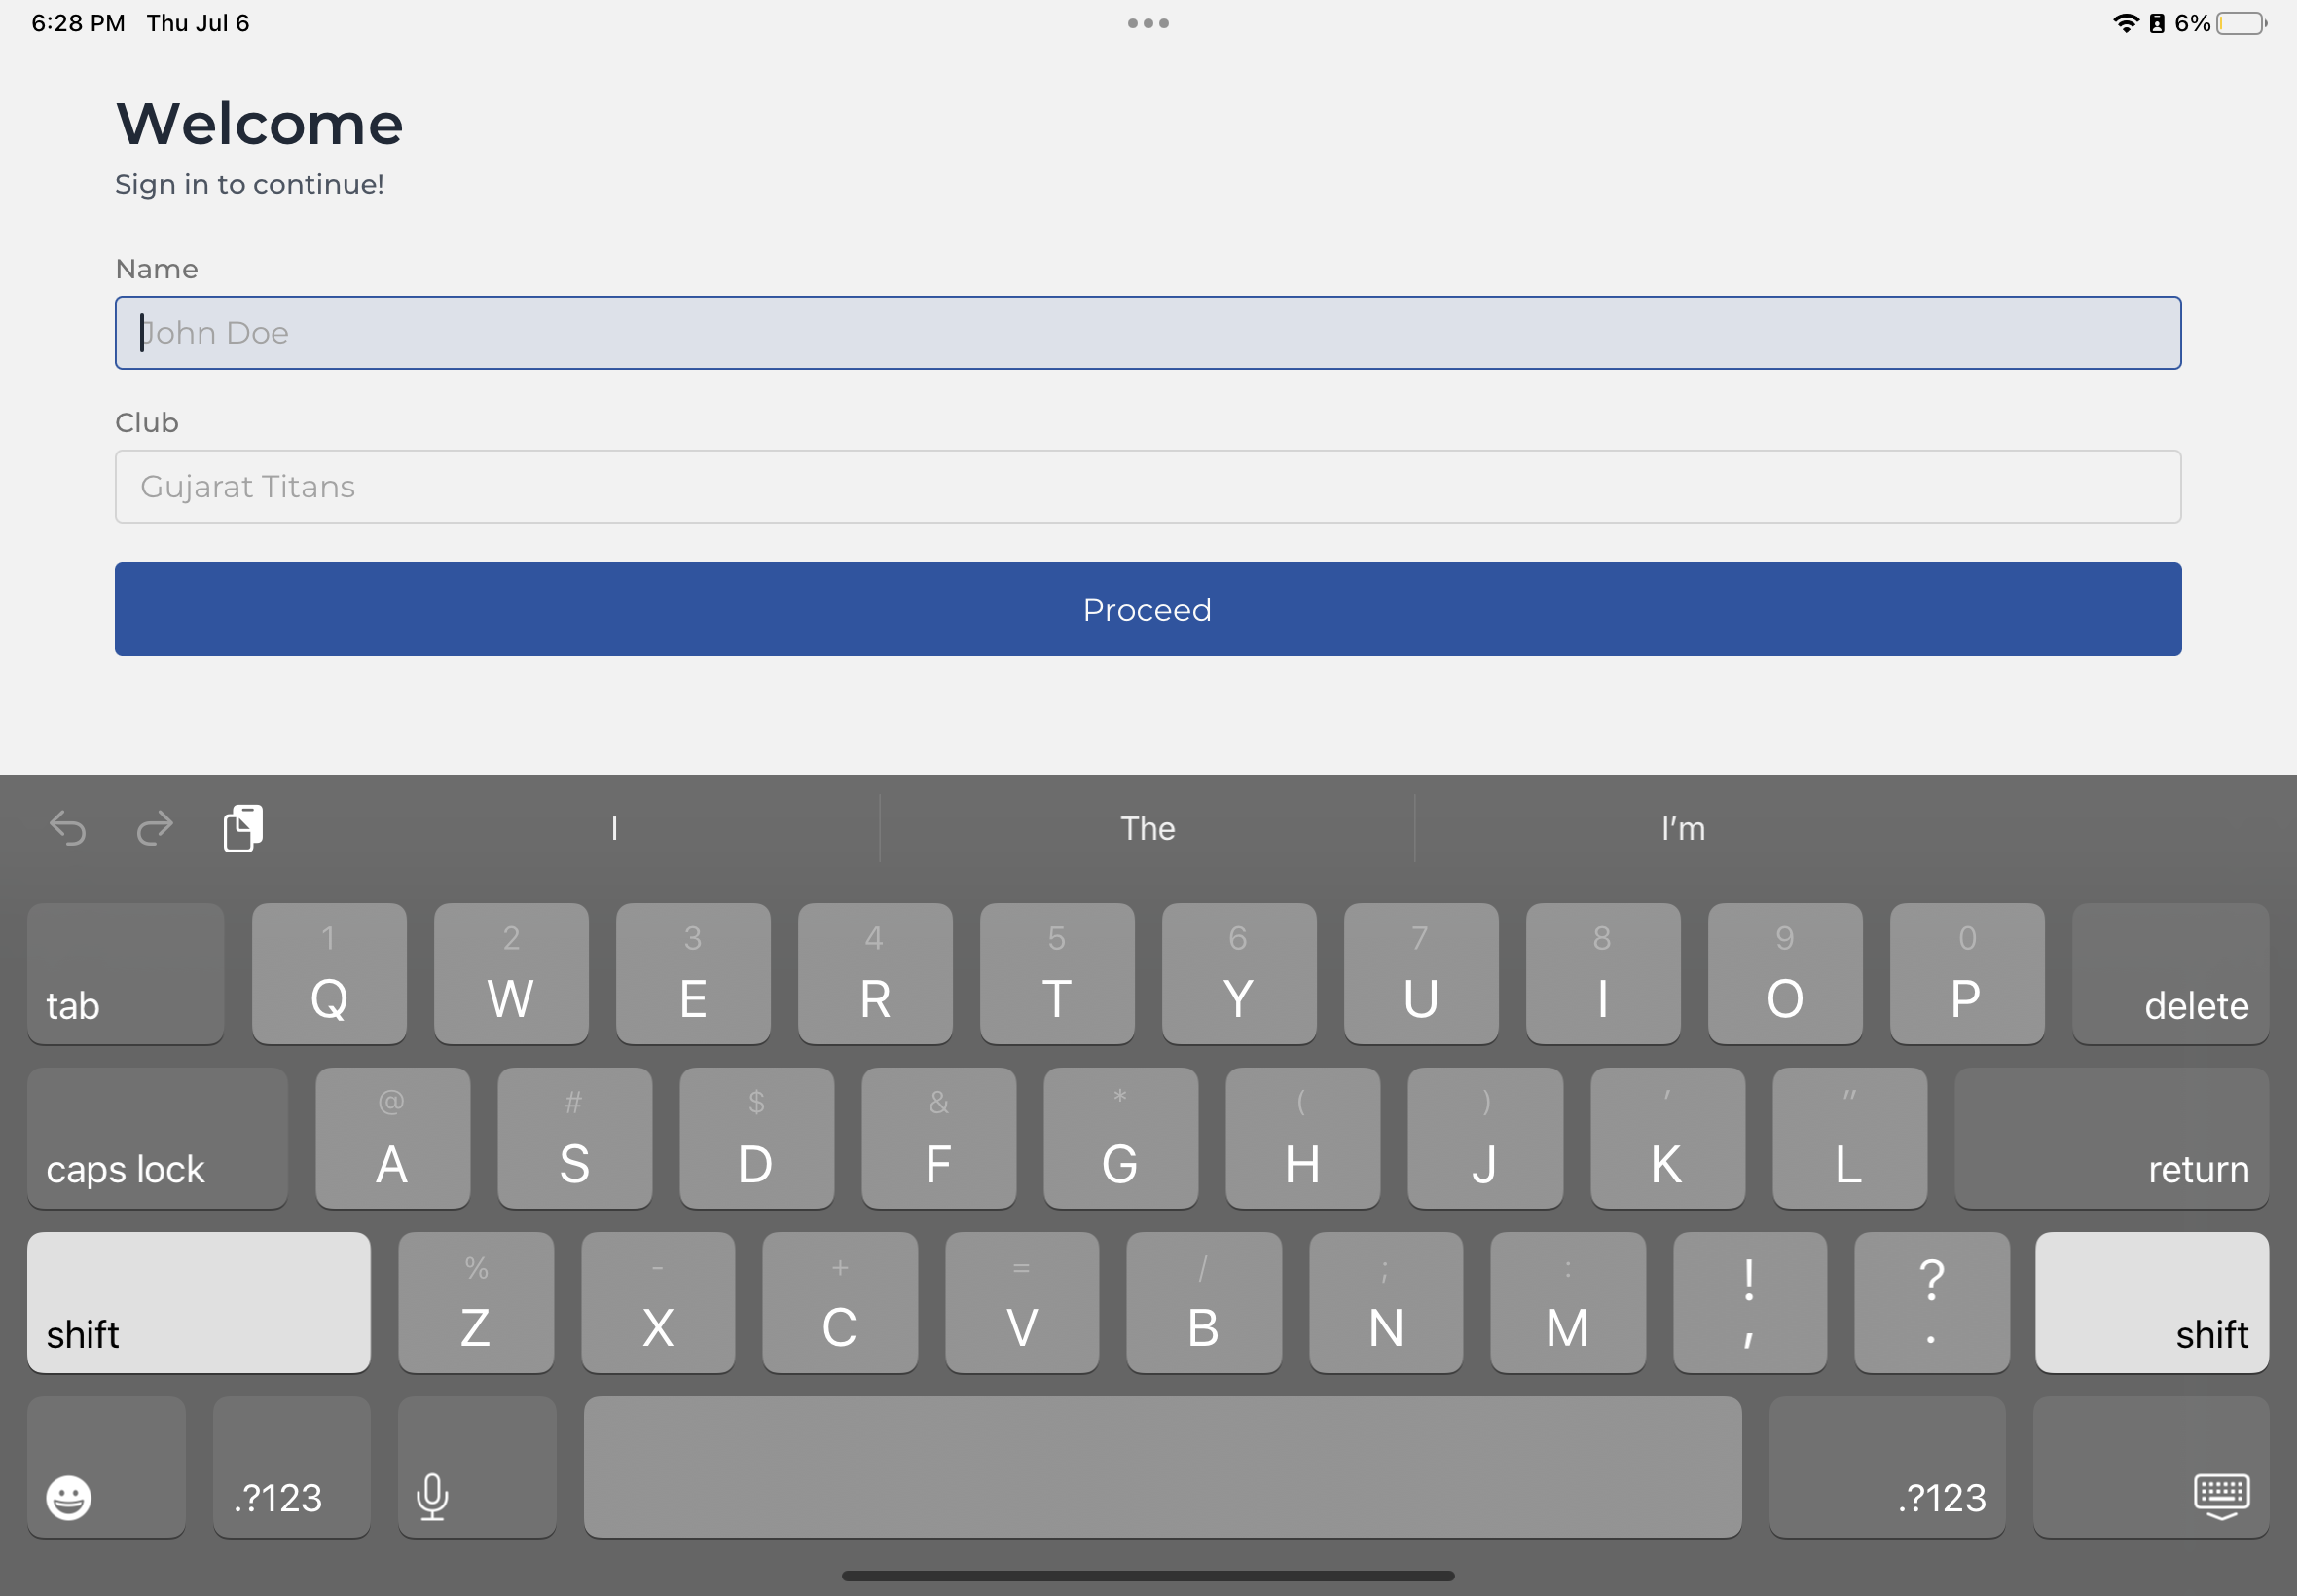 6:28 PM Thu Jul 6 6%
Welcome
Sign in to continue!
Name
John Doe
Club
Gujarat Titans
Proceed
I The I’m
1 2 3 4 5 6 7 8 9 0
tab Q W E R T Y U I O P delete
@ # $ & * ( ) ' "
caps lock A S D F G H J K L return
% - + = / ; : ! ?
shift Z X C V B N M , . shift
.?123 .?123